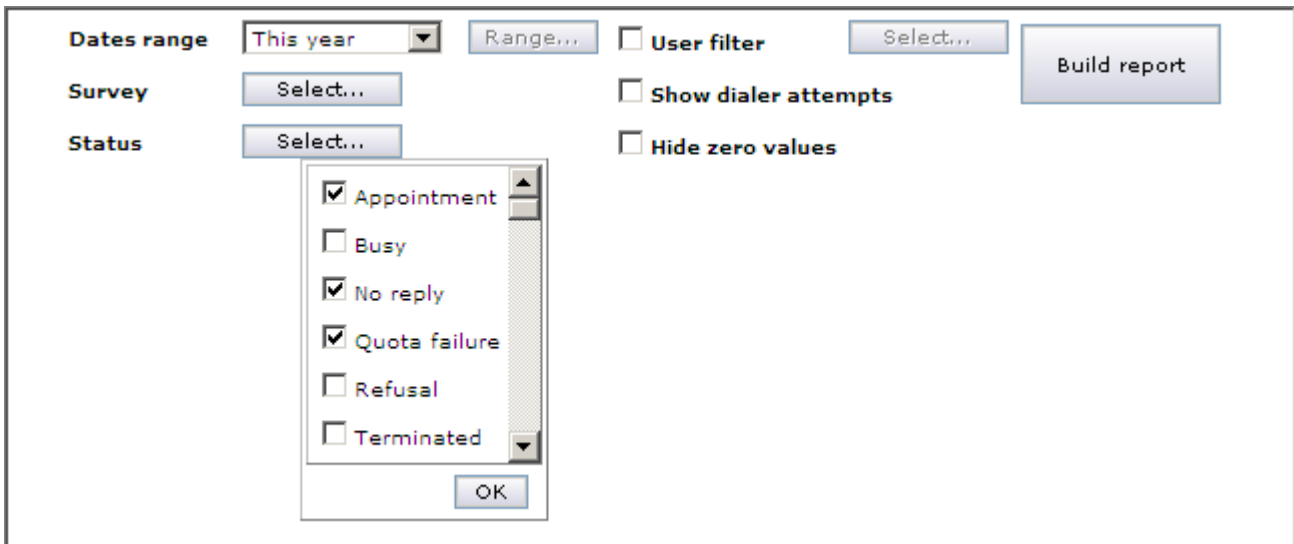 Dates range This year Range... User filter Select... Build report
Survey Select... Show dialer attempts
Status Select... Hide zero values
Appointment
Busy
No reply
Quota failure
Refusal
Terminated
OK